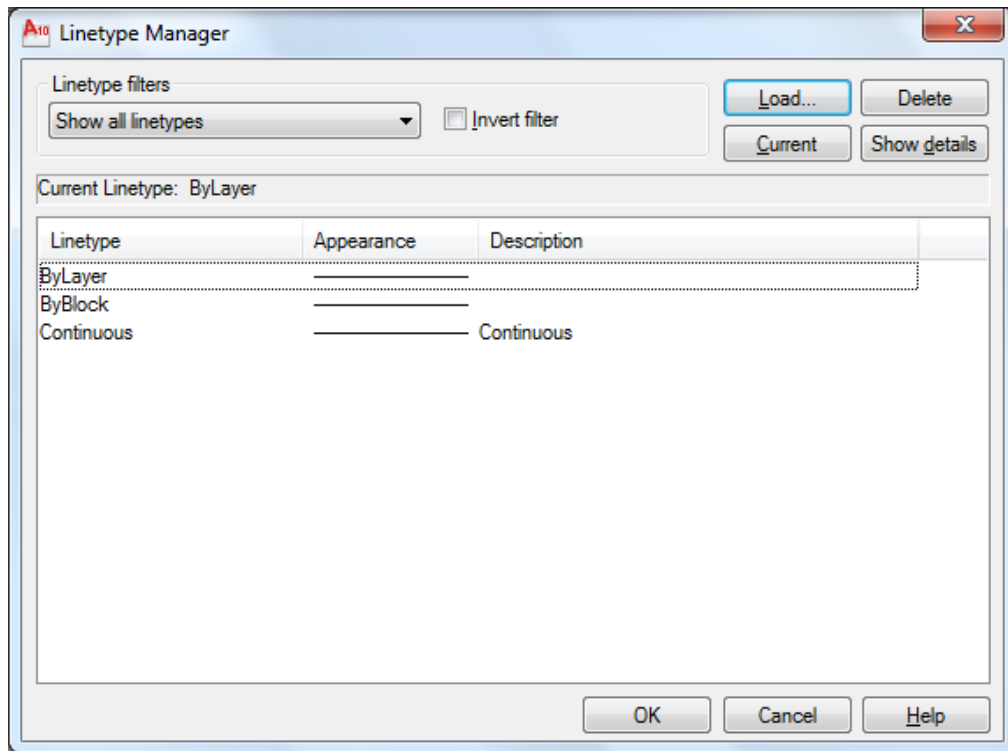 A10 Linetype Manager
Linetype filters
Show all linetypes
Invert filter
Load... Delete
Current Show details
Current Linetype: ByLayer
Linetype Appearance Description
ByLayer
ByBlock
Continuous Continuous
OK Cancel Help